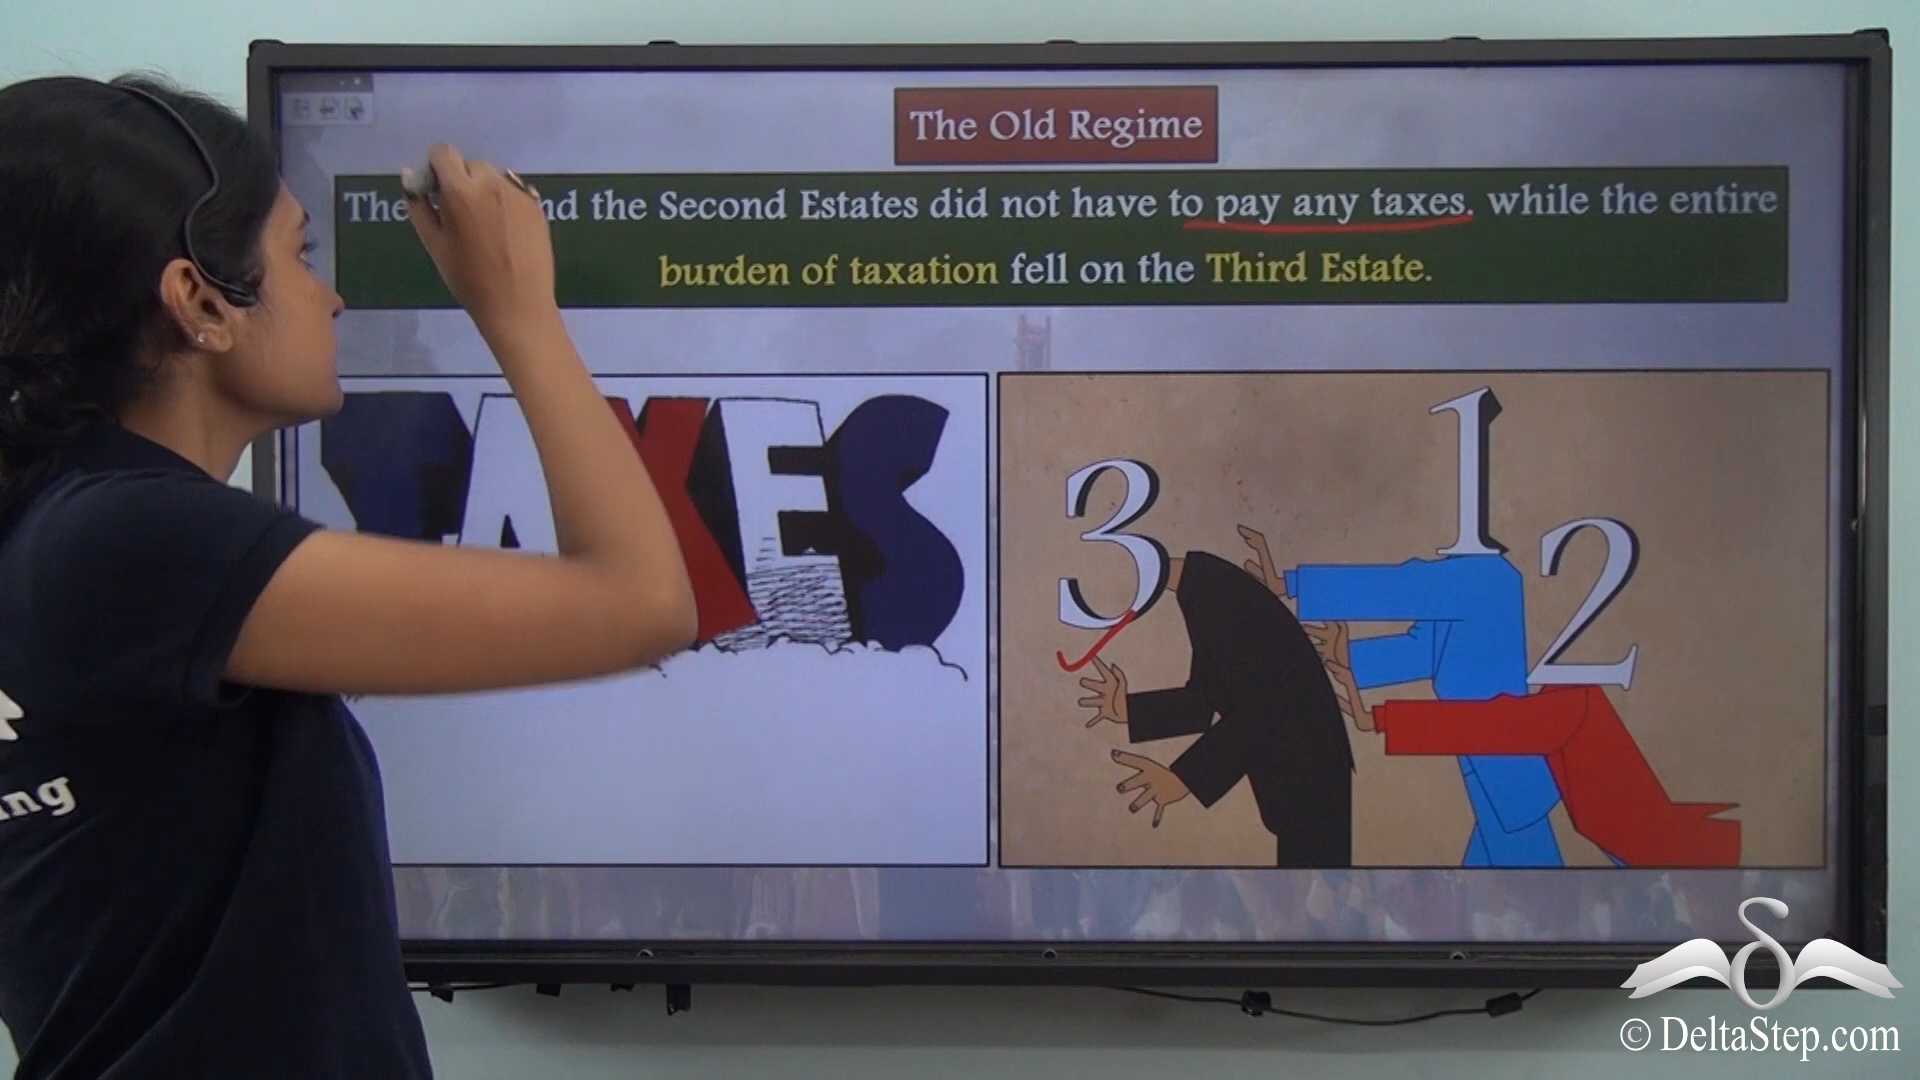 The Old Regime
The nd the Second Estates did not have to pay any taxes, while the entire
burden of taxation fell on the Third Estate.
TAXES
3
1
2
ing
© DeltaStep.com